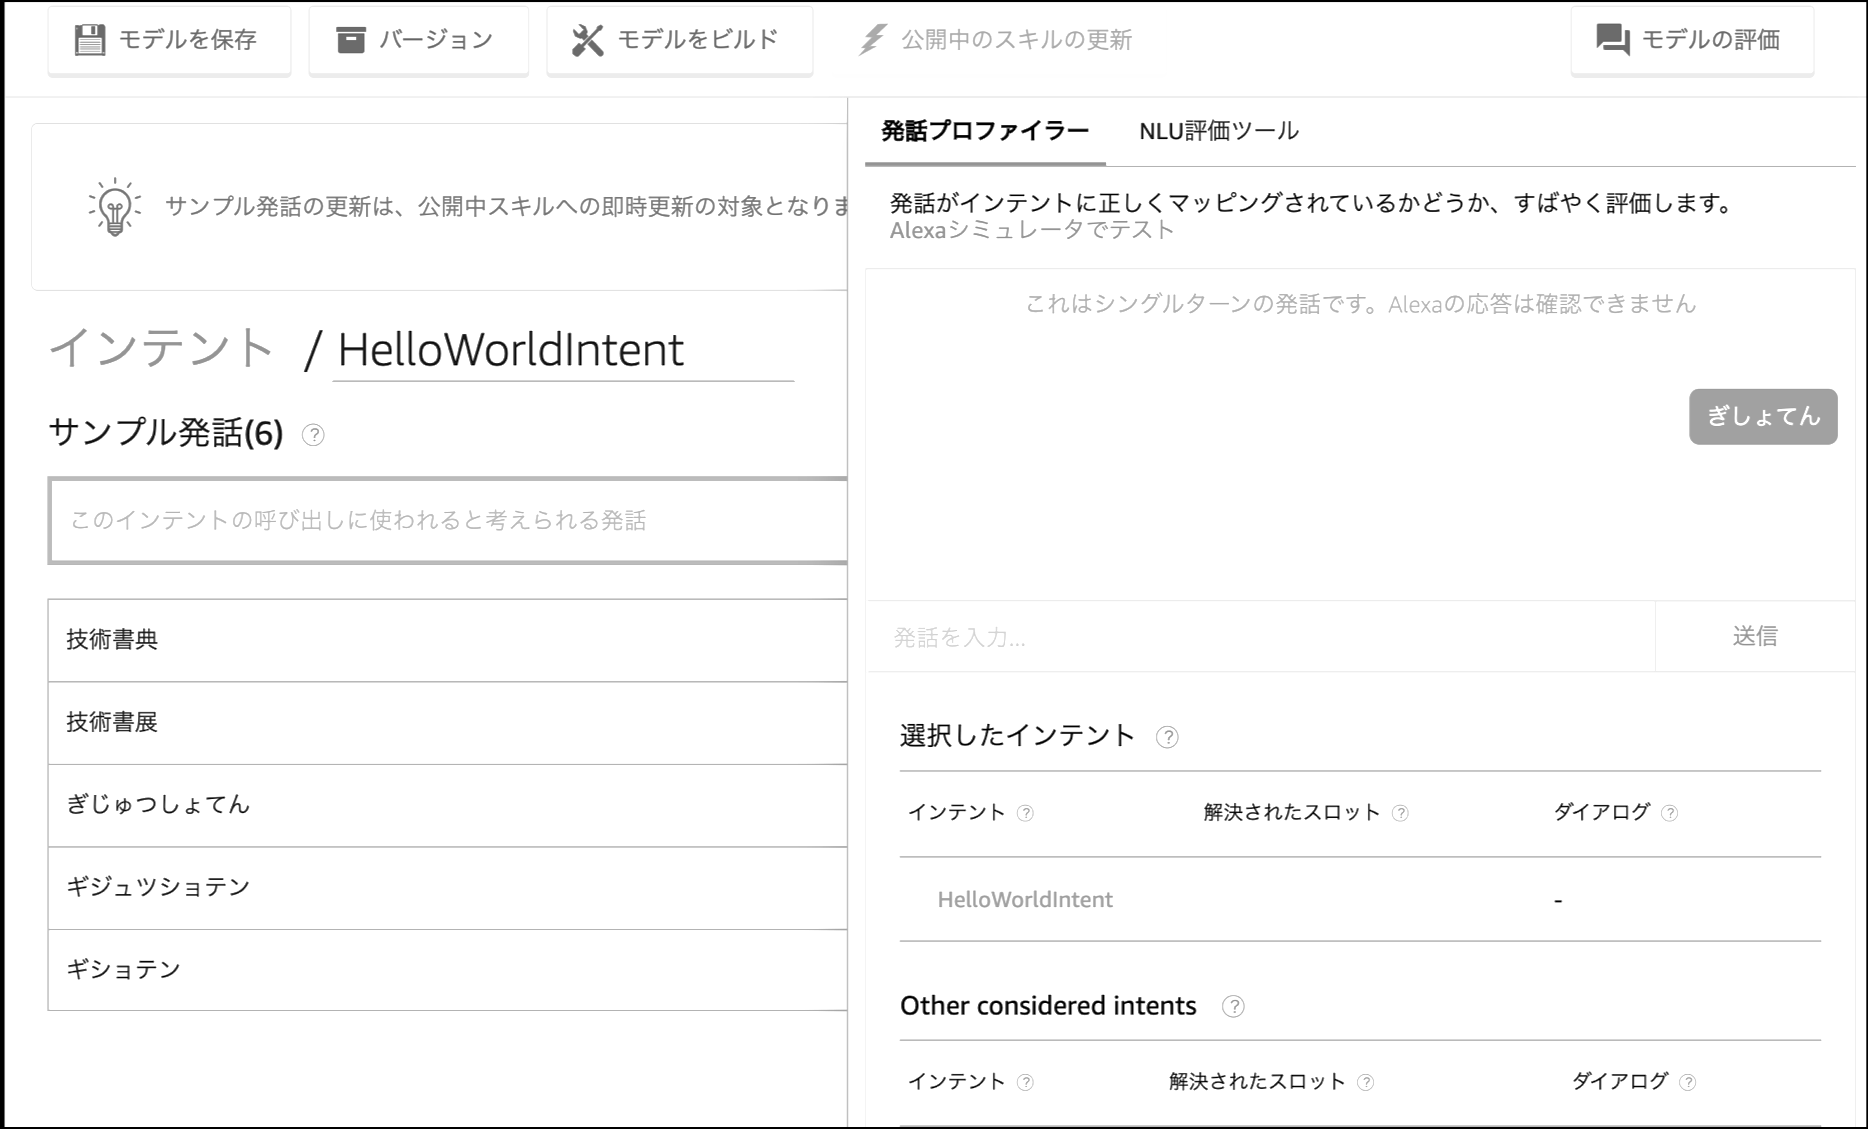 モデルを保存
バージョン
モデルをビルド
公開中のスキルの更新
モデルの評価
サンプル発話の更新は、公開中スキルへの即時更新の対象となりま
インテント / HelloWorldIntent
サンプル発話(6) ?
このインテントの呼び出しに使われると考えられる発話
技術書典
技術書展
ぎじゅつしょてん
ギジュツショテン
ギショテン
発話プロファイラー
NLU評価ツール
発話がインテントに正しくマッピングされているかどうか、すばやく評価します。
Alexaシミュレータでテスト
これはシングルターンの発話です。Alexaの応答は確認できません
ぎしょてん
発話を入力...
送信
選択したインテント ?
インテント ? 解決されたスロット ? ダイアログ ?
HelloWorldIntent -
Other considered intents ?
インテント ? 解決されたスロット ? ダイアログ ?